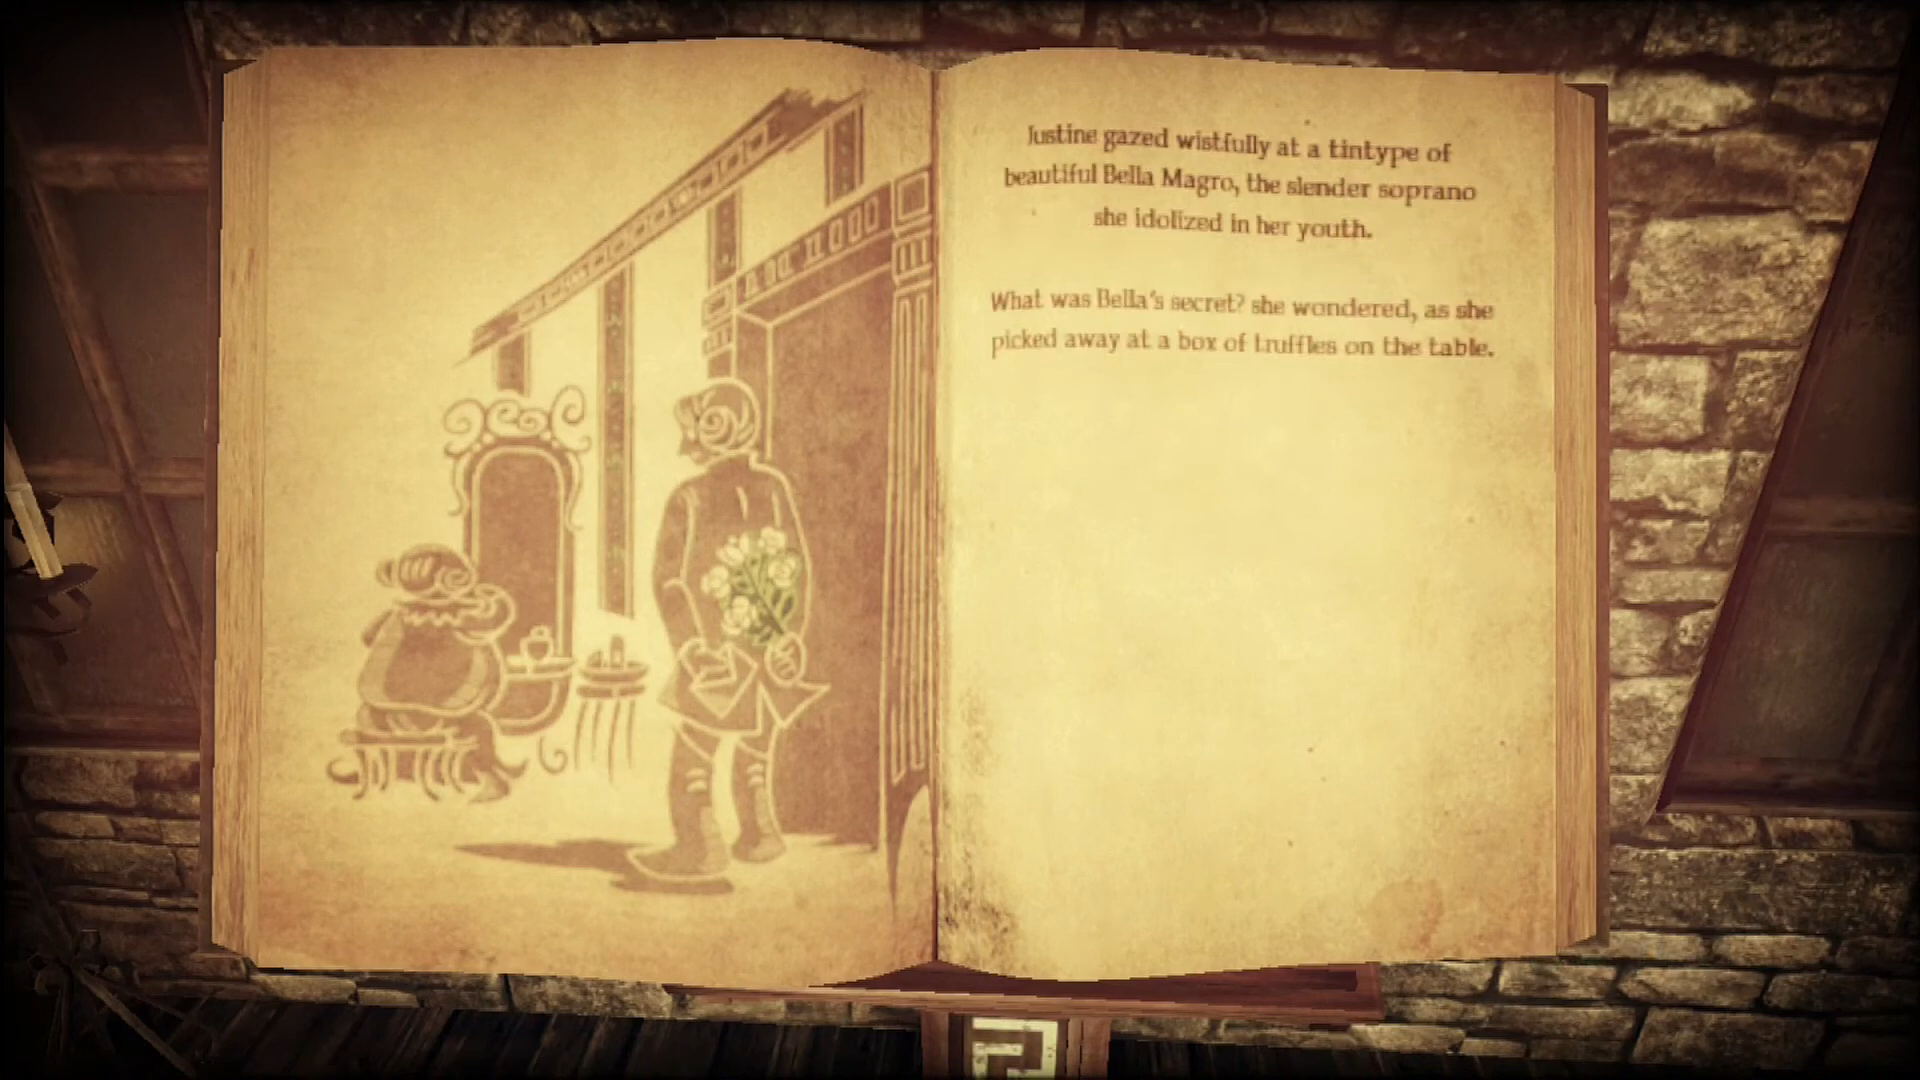 Justine gazed wistfully at a tintype of
beautiful Bella Magro, the slender soprano
she idolized in her youth.
What was Bella's secret? she wondered, as she
picked away at a box of truffles on the table.